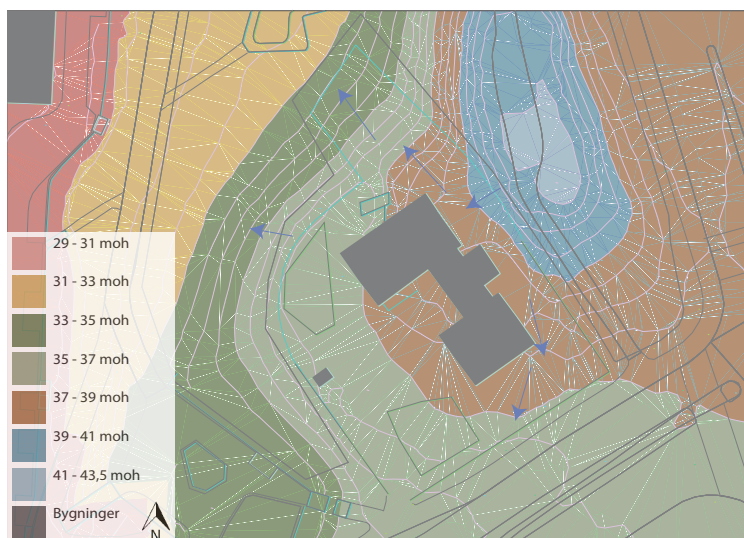 29 - 31 moh
31 - 33 moh
33 - 35 moh
35 - 37 moh
37 - 39 moh
39 - 41 moh
41 - 43,5 moh
Bygninger
N